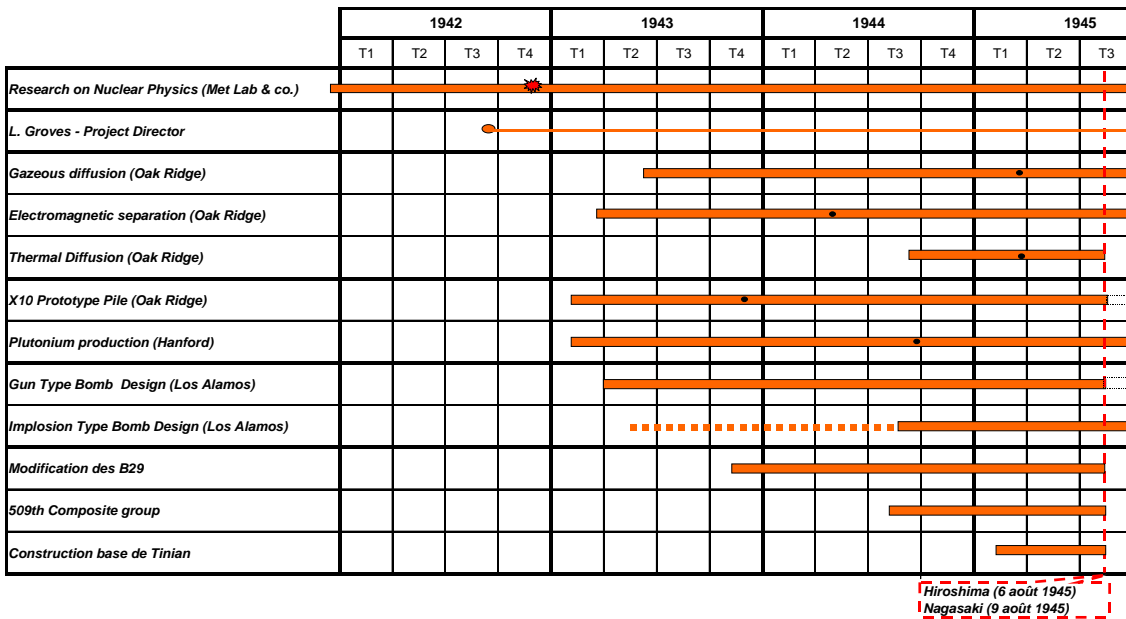 1942 1943 1944 1945
T1 T2 T3 T4 T1 T2 T3 T4 T1 T2 T3 T4 T1 T2 T3
Research on Nuclear Physics (Met Lab & co.)
L. Groves - Project Director
Gazeous diffusion (Oak Ridge)
Electromagnetic separation (Oak Ridge)
Thermal Diffusion (Oak Ridge)
X10 Prototype Pile (Oak Ridge)
Plutonium production (Hanford)
Gun Type Bomb Design (Los Alamos)
Implosion Type Bomb Design (Los Alamos)
Modification des B29
509th Composite group
Construction base de Tinian
Hiroshima (6 août 1945)
Nagasaki (9 août 1945)